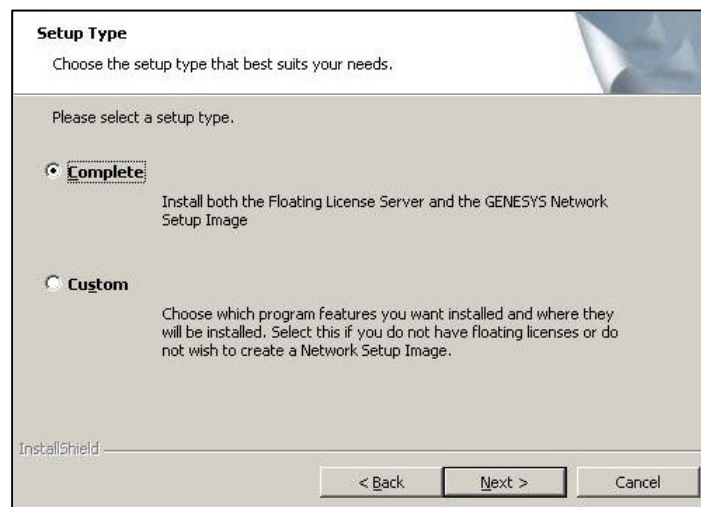 Setup Type
Choose the setup type that best suits your needs.
Please select a setup type.
Complete
Install both the Floating License Server and the GENESYS Network
Setup Image
Custom
Choose which program features you want installed and where they
will be installed. Select this if you do not have floating licenses or do
not wish to create a Network Setup Image.
InstallShield
< Back
Next >
Cancel